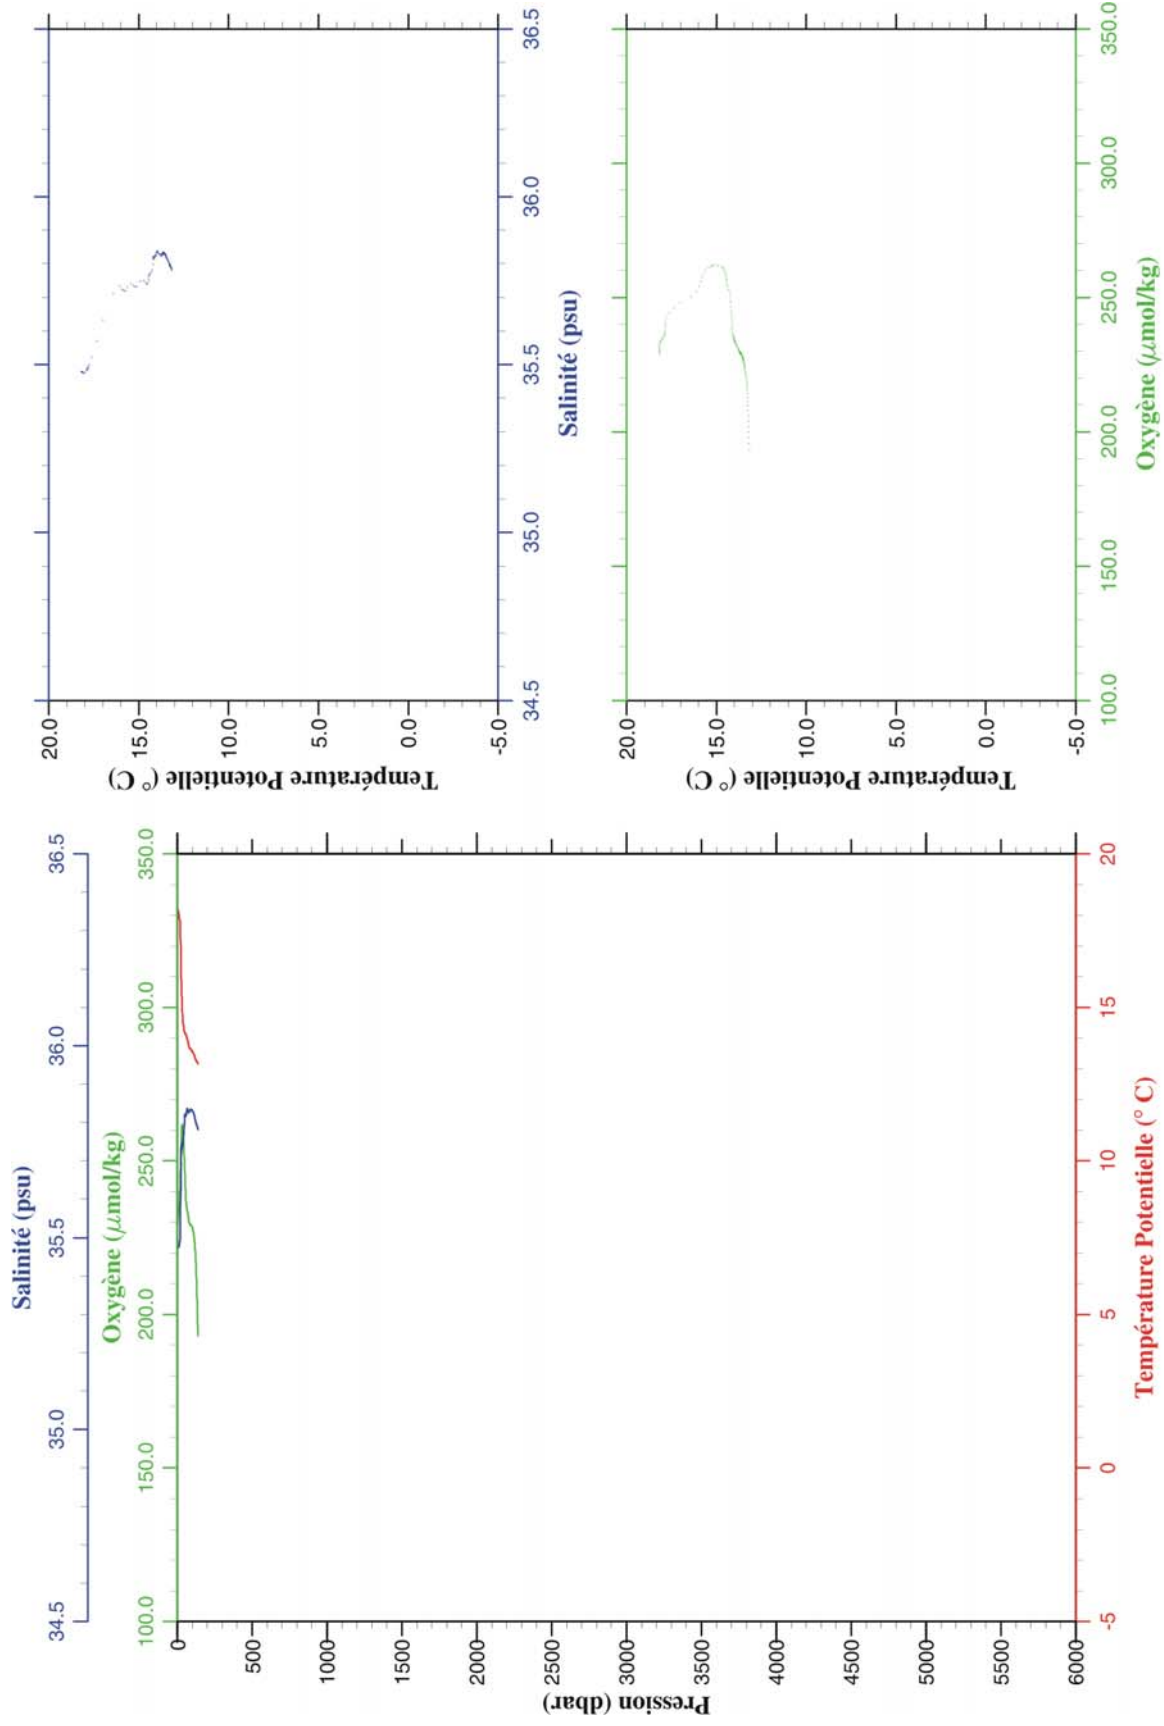 Salinité (psu)
34.5 35.0 35.5 36.0 36.5
Oxygène (μmol/kg)
100.0 150.0 200.0 250.0 300.0 350.0
Pression (dbar)
0
500
1000
1500
2000
2500
3000
3500
4000
4500
5000
5500
6000
-5 0 5 10 15 20
Température Potentielle (° C)
Température Potentielle (° C)
20.0
15.0
10.0
5.0
0.0
-5.0
34.5 35.0 35.5 36.0 36.5
Salinité (psu)
Température Potentielle (° C)
20.0
15.0
10.0
5.0
0.0
-5.0
100.0 150.0 200.0 250.0 300.0 350.0
Oxygène (μmol/kg)